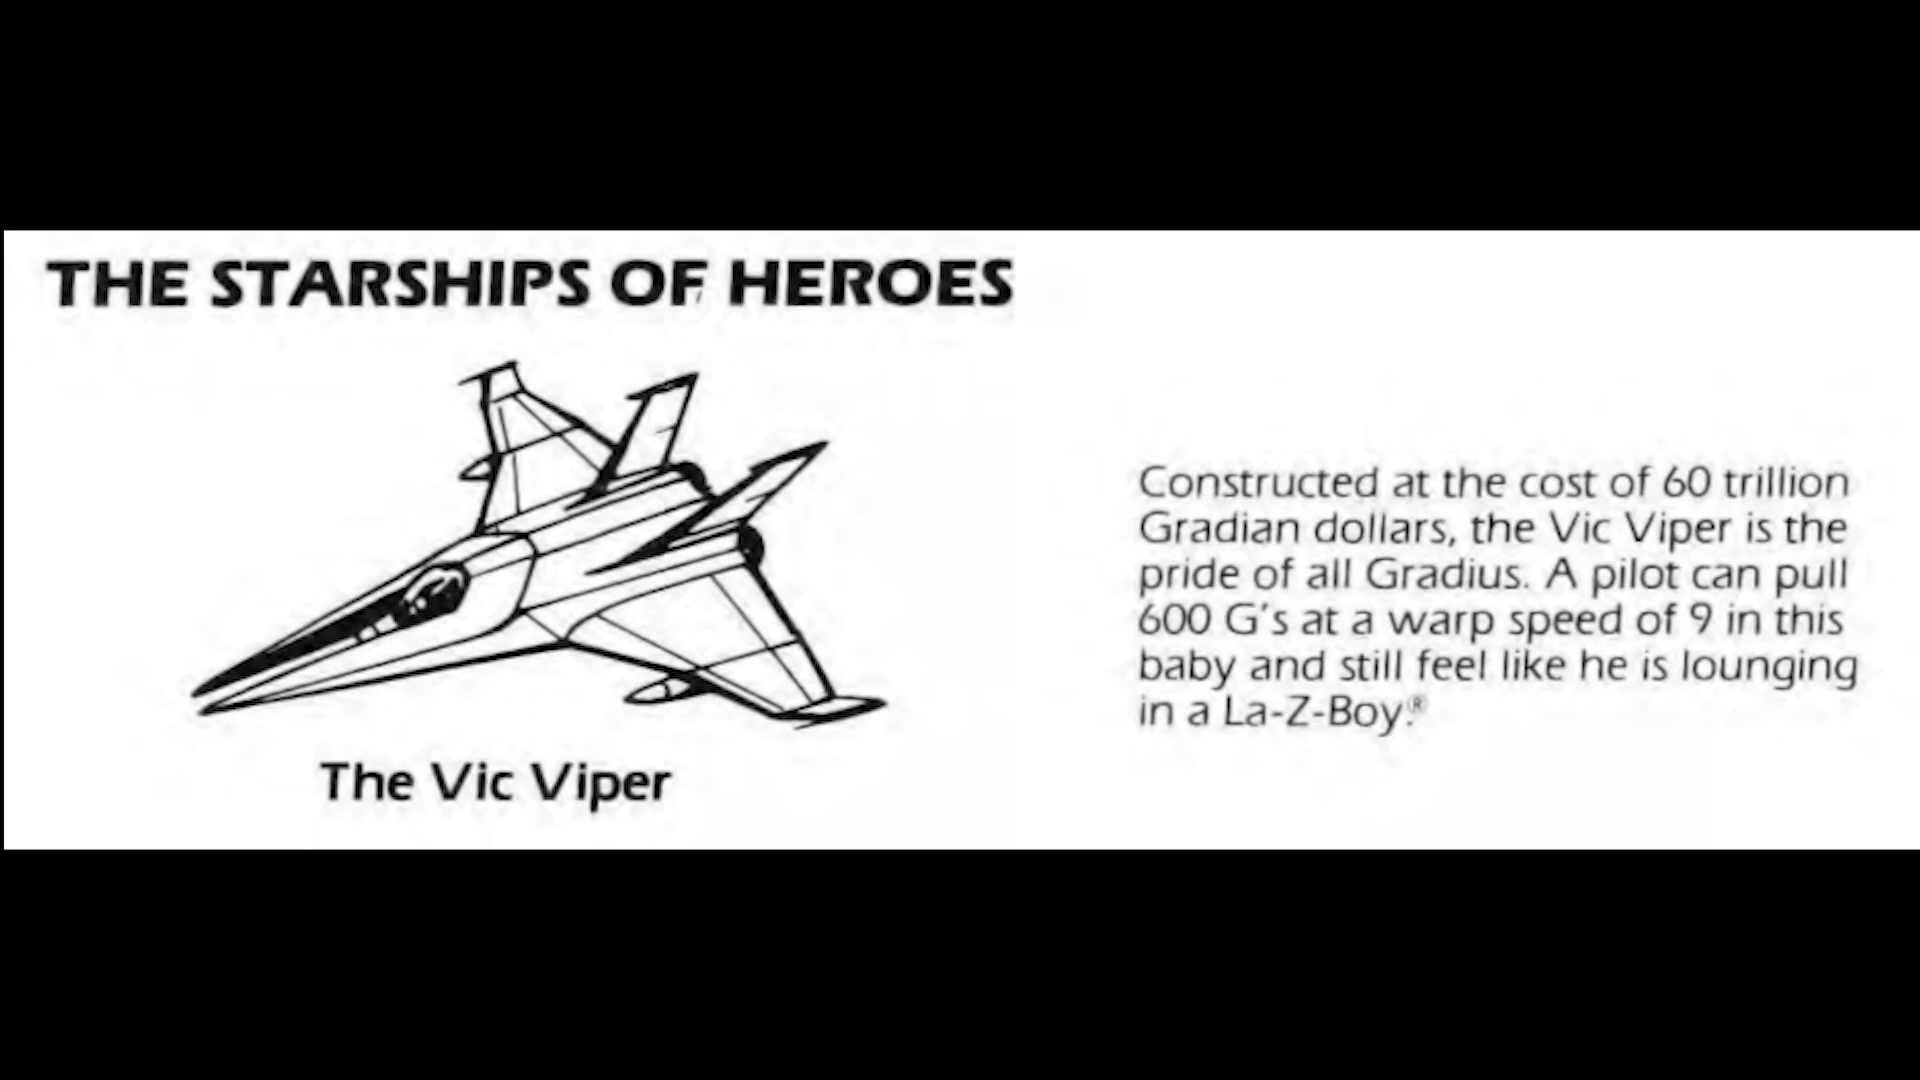 THE STARSHIPS OF HEROES
The Vic Viper
Constructed at the cost of 60 trillion
Gradian dollars, the Vic Viper is the
pride of all Gradius. A pilot can pull
600 G's at a warp speed of 9 in this
baby and still feel like he is lounging
in a La-Z-Boy.®